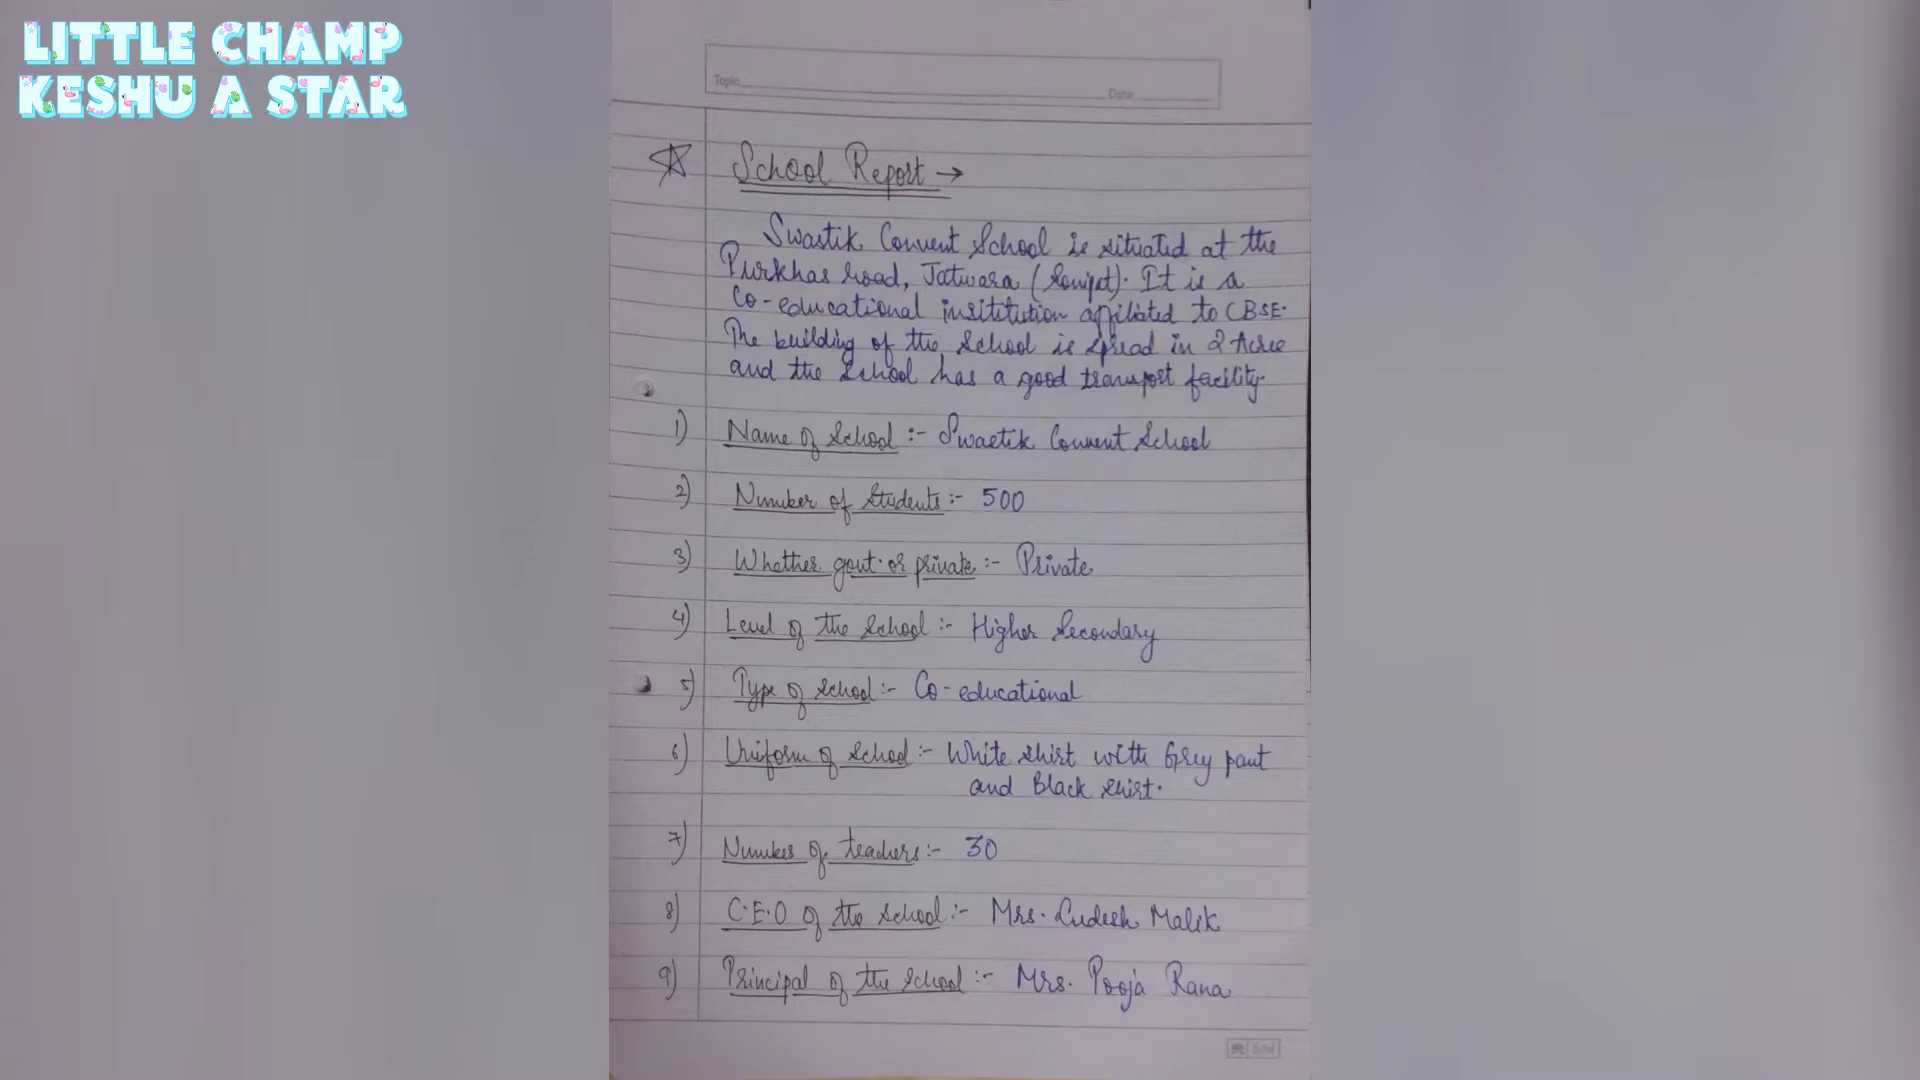 LITTLE CHAMP
KESHU A STAR
Topic
Date
School Report →
Swastik Convent School is situated at the
Purkhas road, Jatwara (Sonipat). It is a
Co-educational institution affiliated to CBSE.
The building of the School is spread in 2 Acre
and the School has a good transport facility.
1) Name of School :- Swastik Convent School
2) Number of Students :- 500
3) Whether govt. or private :- Private
4) Level of the School :- Higher Secondary
5) Type of School :- Co-educational
6) Uniform of School :- White shirt with Grey pant
and Black shirt.
7) Number of teachers :- 30
8) C.E.O of the School :- Mrs. Malik
9) Principal of the School :- Mrs. Pooja Rana